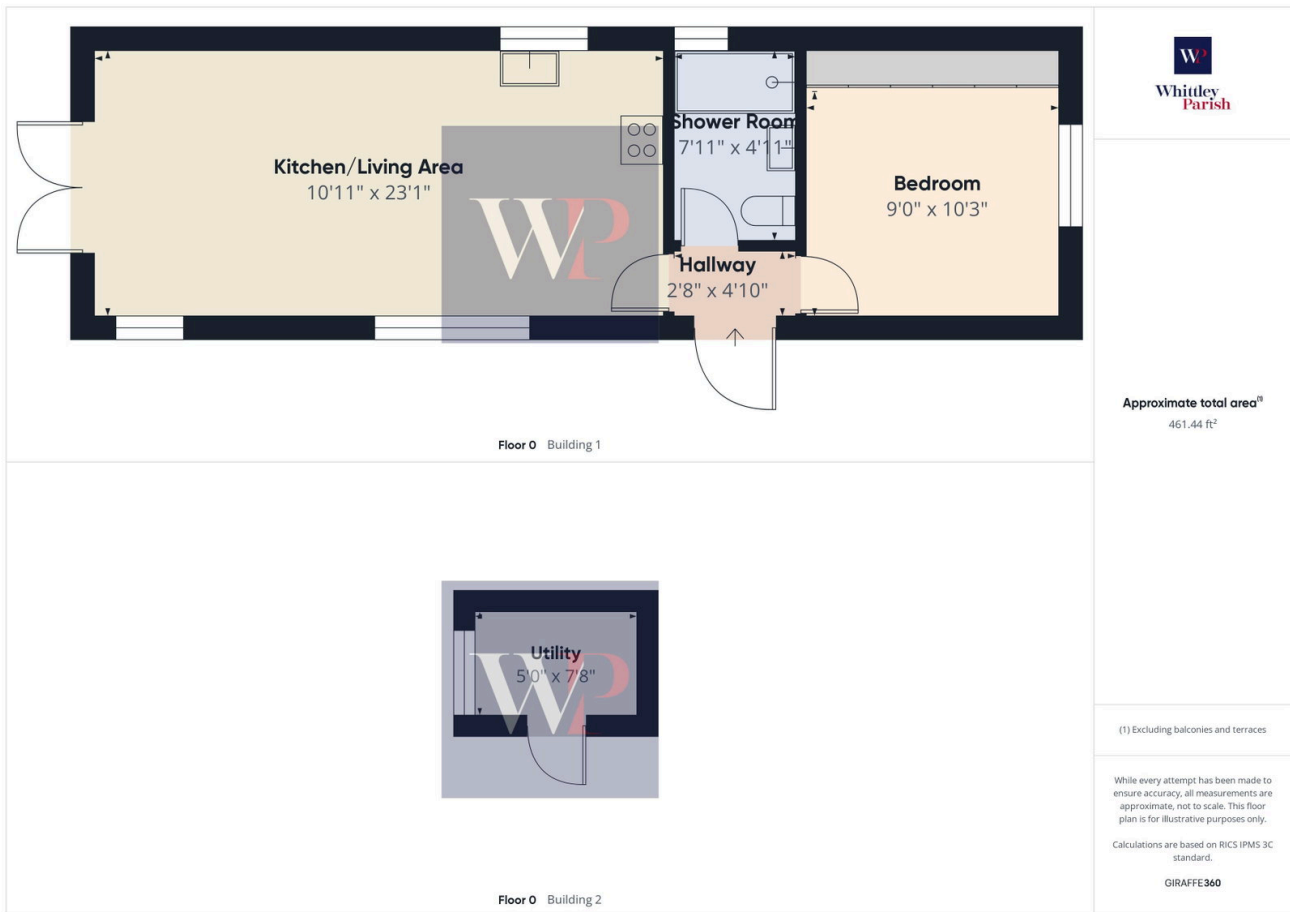 Kitchen/Living Area
10'11" x 23'1"
WP
Shower Room
7'11" x 4'11"
Hallway
2'8" x 4'10"
Bedroom
9'0" x 10'3"
Floor 0 Building 1
Utility
5'0" x 7'8"
WP
Floor 0 Building 2
WP
Whittley
Parish
Approximate total area(1)
461.44 ft²
(1) Excluding balconies and terraces
While every attempt has been made to
ensure accuracy, all measurements are
approximate, not to scale. This floor
plan is for illustrative purposes only.
Calculations are based on RICS IPMS 3C
standard.
GIRAFFE360